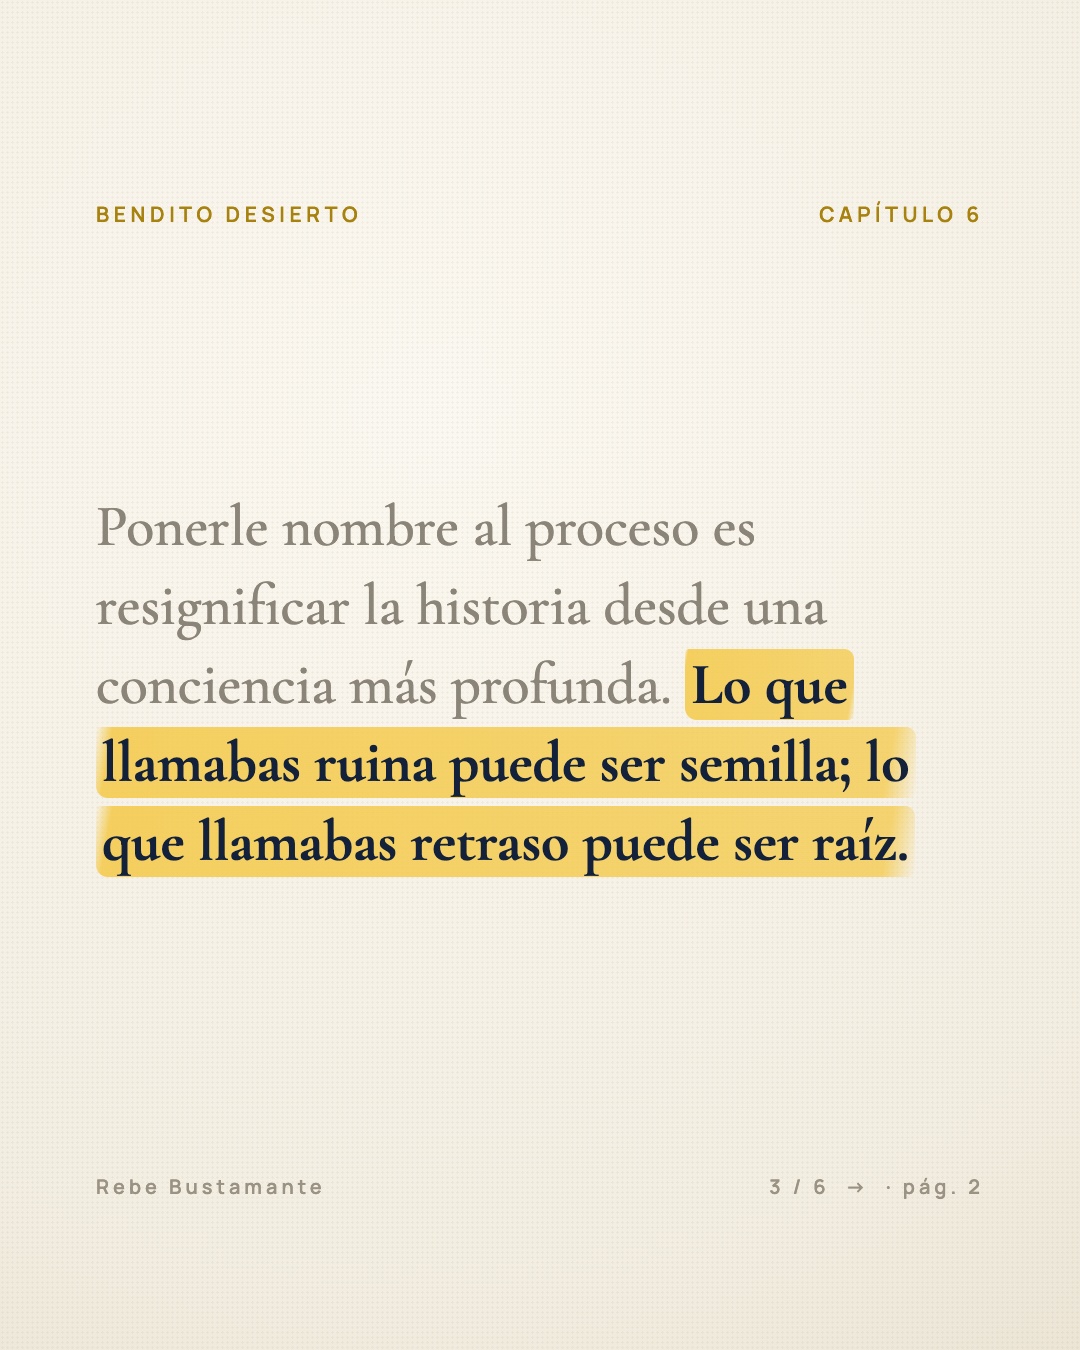 BENDITO DESIERTO
CAPÍTULO 6
Ponerle nombre al proceso es
resignificar la historia desde una
conciencia más profunda. Lo que
llamabas ruina puede ser semilla; lo
que llamabas retraso puede ser raíz.
Rebe Bustamante
3 / 6 → · pág. 2